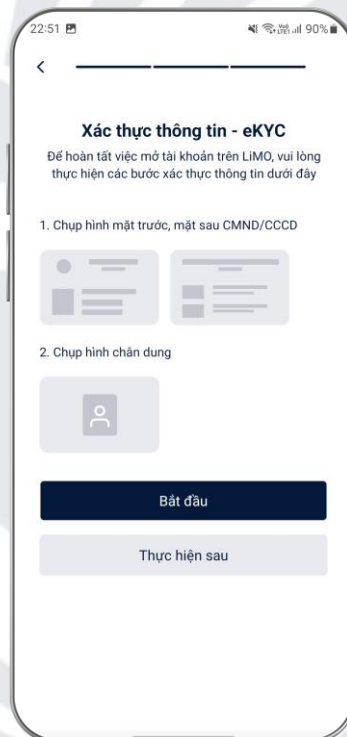 22:51
90%
Xác thực thông tin - eKYC
Để hoàn tất việc mở tài khoản trên LiMO, vui lòng
thực hiện các bước xác thực thông tin dưới đây
1. Chụp hình mặt trước, mặt sau CMND/CCCD
2. Chụp hình chân dung
Bắt đầu
Thực hiện sau